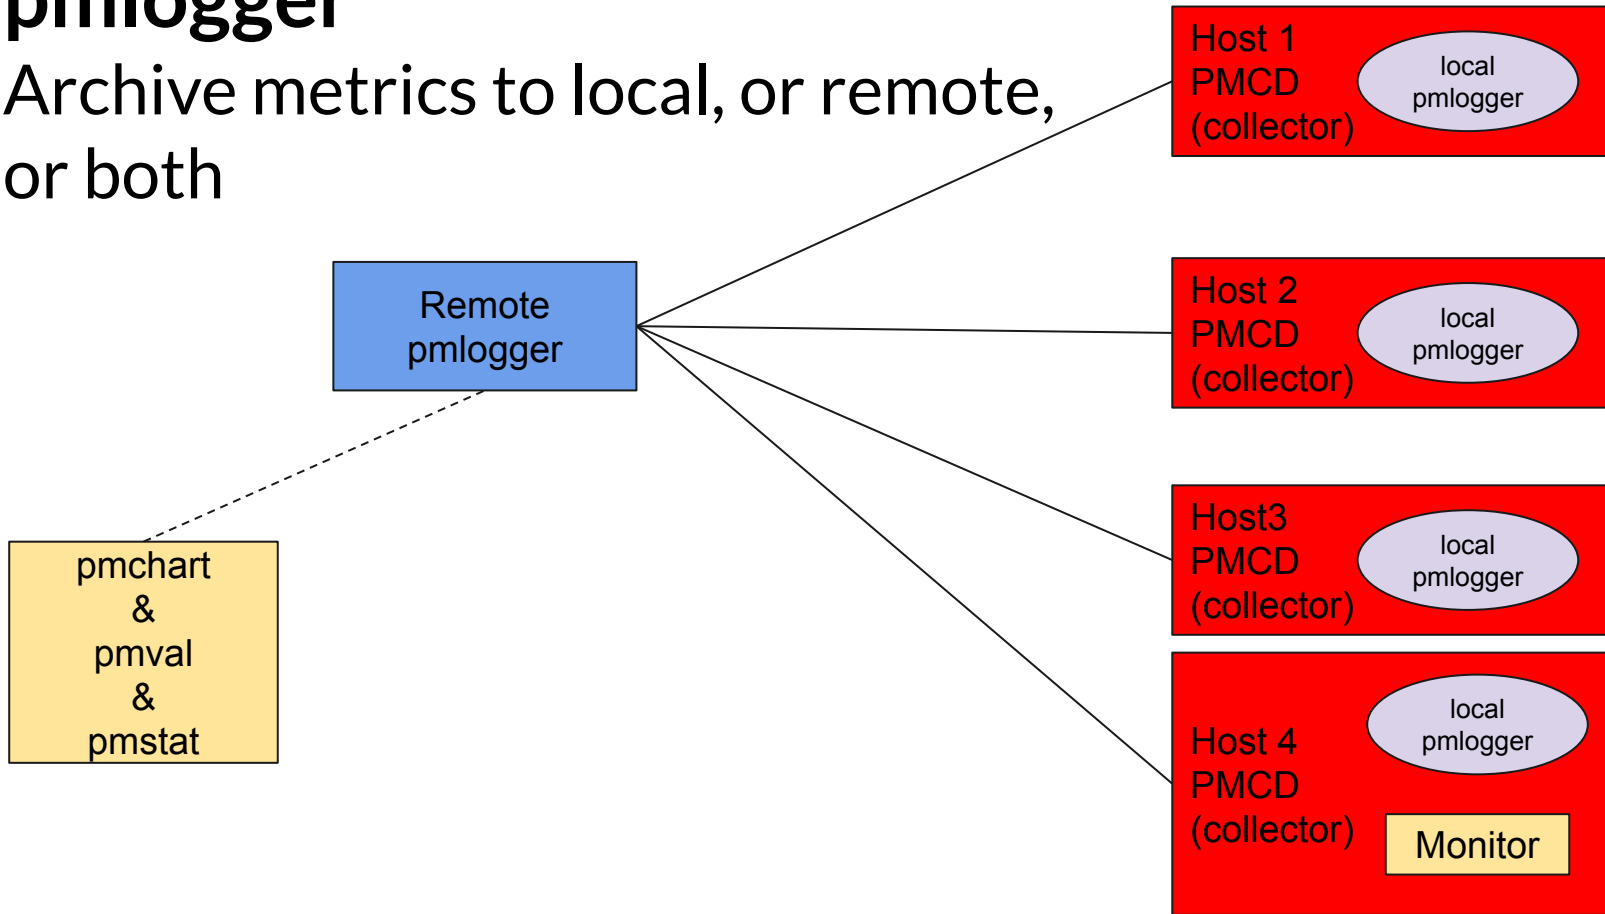 pmlogger
Archive metrics to local, or remote,
or both
Remote
pmlogger
pmchart
&
pmval
&
pmstat
Host 1
PMCD
(collector)
local
pmlogger
Host 2
PMCD
(collector)
local
pmlogger
Host3
PMCD
(collector)
local
pmlogger
Host 4
PMCD
(collector)
local
pmlogger
Monitor